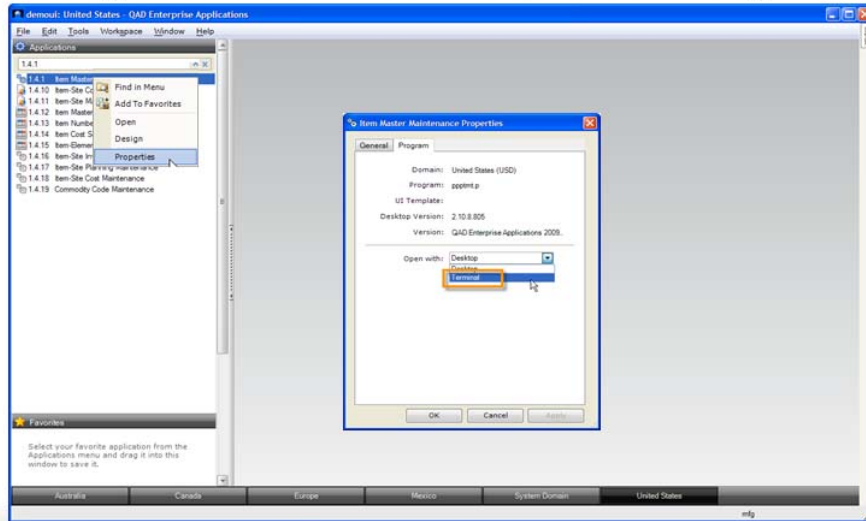 demoui: United States - QAD Enterprise Applications
File Edit Tools Workspace Window Help
Applications
1.4.1
1.4.1 Item Master
1.4.10 Item-Site Co
1.4.11 Item-Site M
1.4.12 Item Master
1.4.13 Item Numbe
1.4.14 Item Cost S
1.4.15 Item-Elemen
1.4.16 Item-Site In
1.4.17 Item-Site Planning Maintenance
1.4.18 Item-Site Cost Maintenance
1.4.19 Commodity Code Maintenance
Find in Menu
Add To Favorites
Open
Design
Properties
Item Master Maintenance Properties
General Program
Domain: United States (USD)
Program: ppptmt.p
UI Template:
Desktop Version: 2.10.8.805
Version: QAD Enterprise Applications 2009..
Open with: Desktop
Desktop
Terminal
OK Cancel Apply
Favorites
Select your favorite application from the
Applications menu and drag it into this
window to save it.
Australia Canada Europe Mexico System Domain United States
mfg